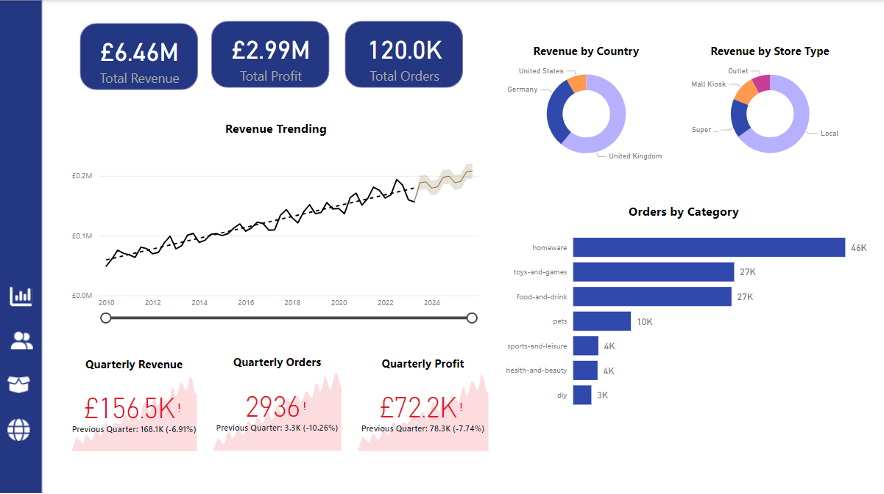 £6.46M
Total Revenue
£2.99M
Total Profit
120.0K
Total Orders
Revenue by Country
United States
Germany
United Kingdom
Revenue by Store Type
Outlet
Mall Kiosk
Super ...
Local
Revenue Trending
£0.2M
£0.1M
£0.0M
2010
2012
2014
2016
2018
2020
2022
2024
Orders by Category
homeware
46K
toys-and-games
27K
food-and-drink
27K
pets
10K
sports-and-leisure
4K
health-and-beauty
4K
diy
3K
Quarterly Revenue
£156.5K!
Previous Quarter: 168.1K (-6.91%)
Quarterly Orders
2936!
Previous Quarter: 3.3K (-10.26%)
Quarterly Profit
£72.2K!
Previous Quarter: 78.3K (-7.74%)